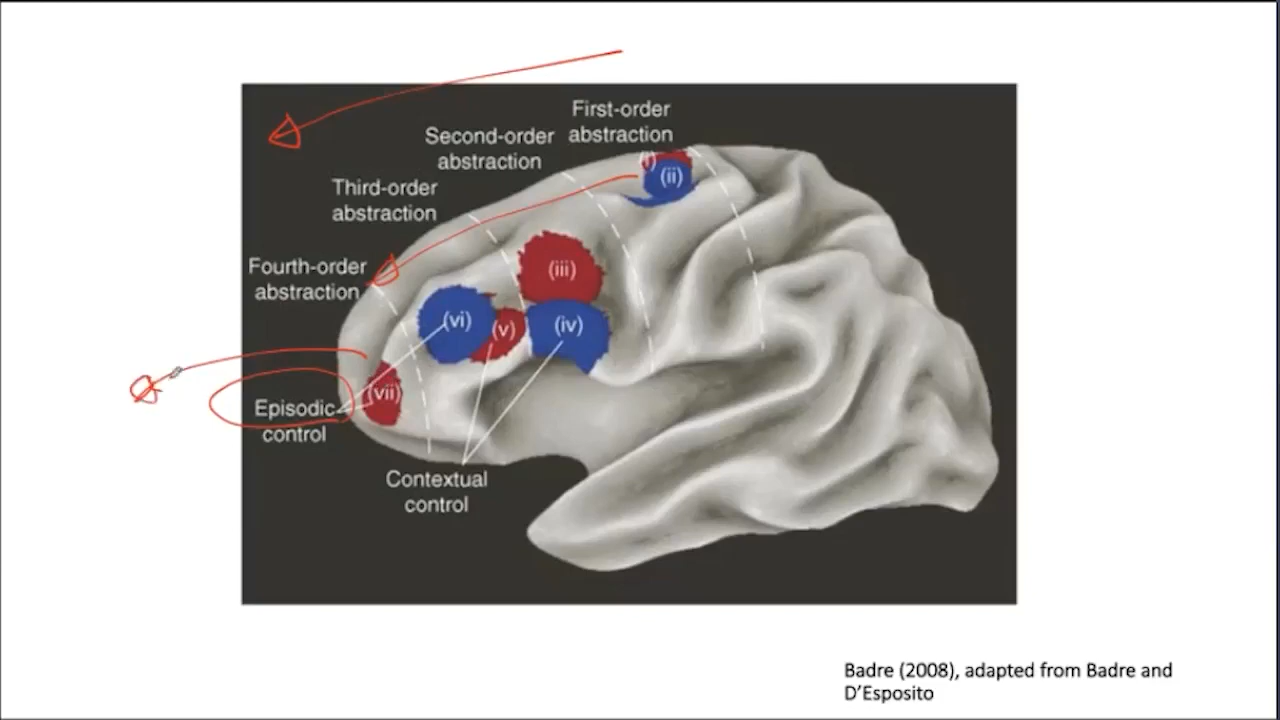 First-order
abstraction
Second-order
abstraction
Third-order
abstraction
Fourth-order
abstraction
(i)
(ii)
(iii)
(iv)
(v)
(vi)
(vii)
Episodic
control
Contextual
control
Badre (2008), adapted from Badre and
D’Esposito